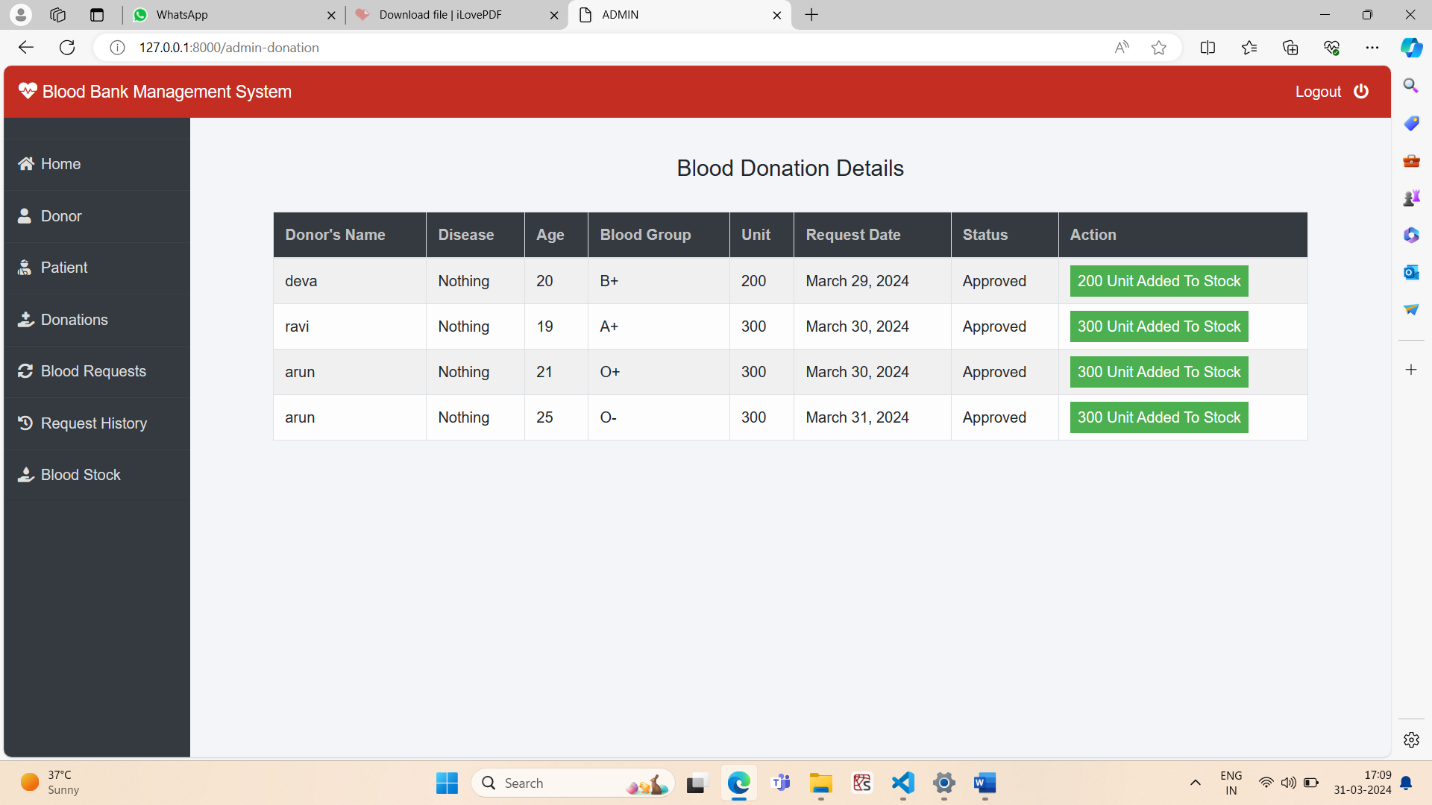 WhatsApp
Download file | iLovePDF
ADMIN
127.0.0.1:8000/admin-donation
Blood Bank Management System
Logout
Home
Donor
Patient
Donations
Blood Requests
Request History
Blood Stock
Blood Donation Details
Donor's Name Disease Age Blood Group Unit Request Date Status Action
deva Nothing 20 B+ 200 March 29, 2024 Approved 200 Unit Added To Stock
ravi Nothing 19 A+ 300 March 30, 2024 Approved 300 Unit Added To Stock
arun Nothing 21 O+ 300 March 30, 2024 Approved 300 Unit Added To Stock
arun Nothing 25 O- 300 March 31, 2024 Approved 300 Unit Added To Stock
37°C
Sunny
Search
ENG
IN
17:09
31-03-2024